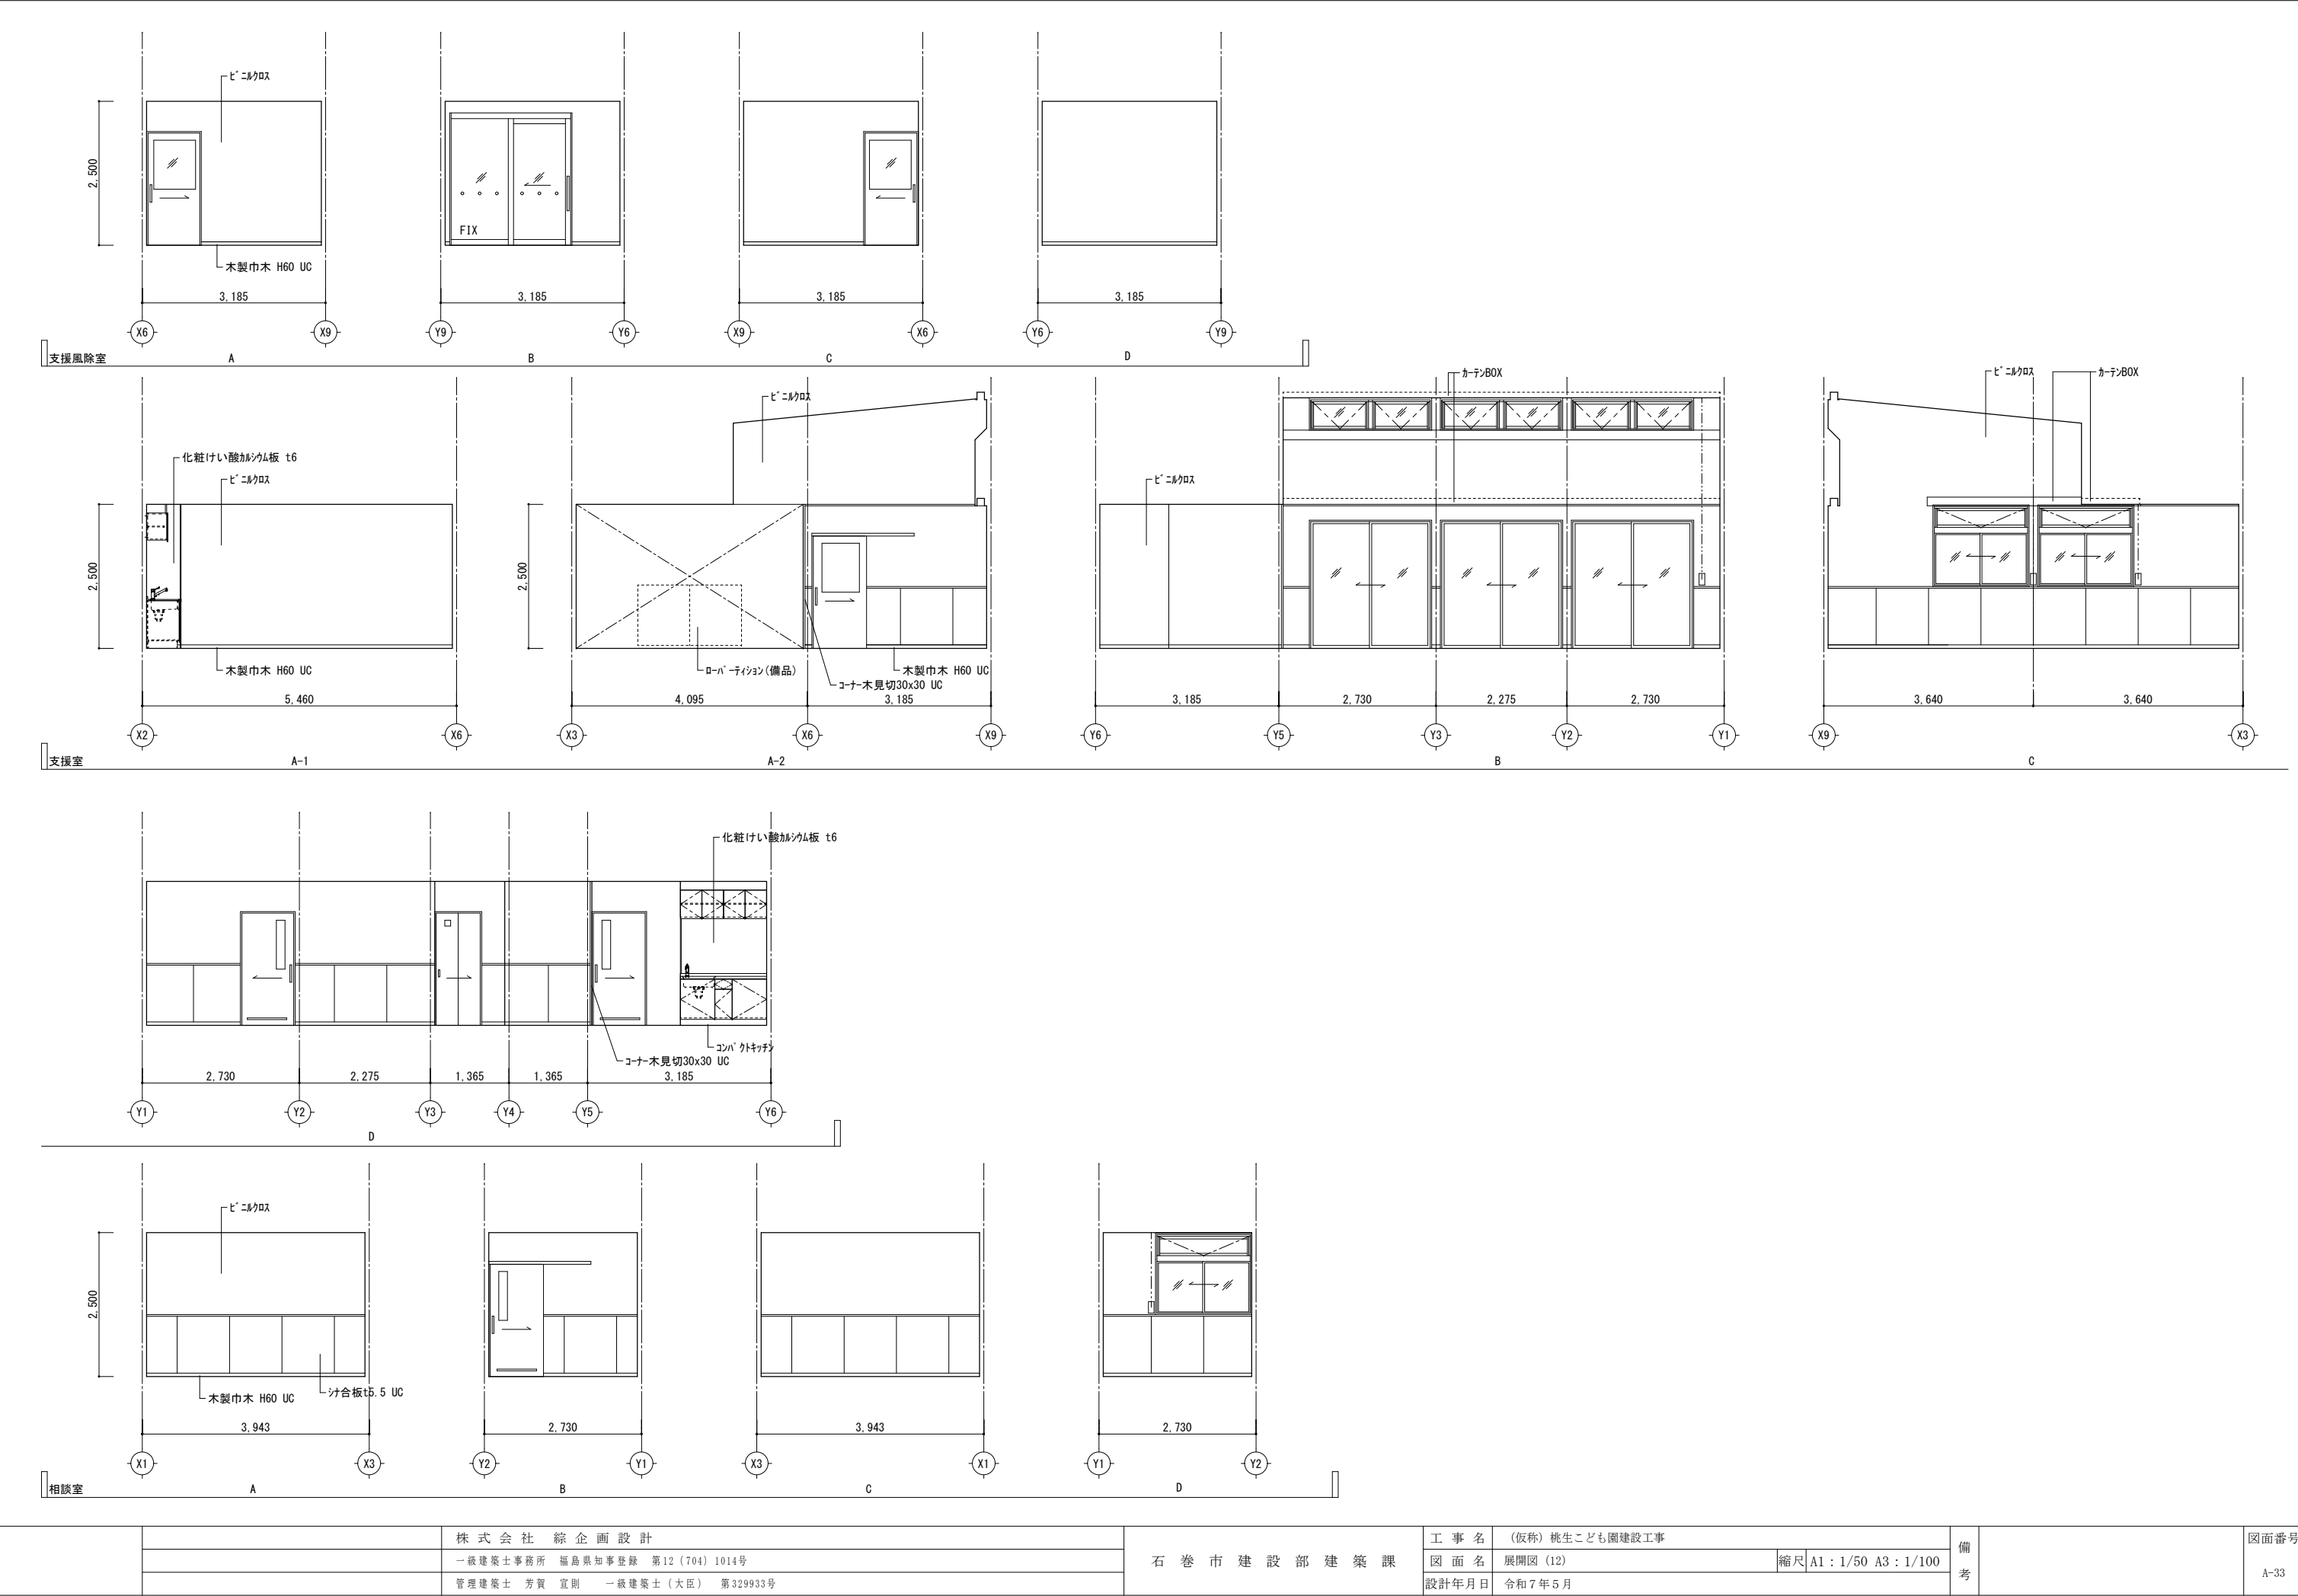 ﾋﾞﾆﾙｸﾛｽ
2,500
FIX
木製巾木 H60 UC
3,185 3,185 3,185 3,185
X6 X9 Y9 Y6 X9 X6 Y6 Y9
支援風除室 A B C D
ﾋﾞﾆﾙｸﾛｽ ｶｰﾃﾝBOX ﾋﾞﾆﾙｸﾛｽ ｶｰﾃﾝBOX
化粧けい酸ｶﾙｼｳﾑ板 t6
ﾋﾞﾆﾙｸﾛｽ ﾋﾞﾆﾙｸﾛｽ
2,500 2,500
木製巾木 H60 UC ﾛｰﾊﾟｰﾃｨｼｮﾝ(備品) 木製巾木 H60 UC
ｺｰﾅｰ木見切30x30 UC
5,460 4,095 3,185 3,185 2,730 2,275 2,730 3,640 3,640
X2 X6 X3 X6 X9 Y6 Y5 Y3 Y2 Y1 X9 X3
支援室 A-1 A-2 B C
化粧けい酸ｶﾙｼｳﾑ板 t6
2,500
ｺﾝﾊﾟｸﾄｷｯﾁﾝ
ｺｰﾅｰ木見切30x30 UC
2,730 2,275 1,365 1,365 3,185
Y1 Y2 Y3 Y4 Y5 Y6
D
ﾋﾞﾆﾙｸﾛｽ
2,500
木製巾木 H60 UC ｼﾅ合板t5.5 UC
3,943 2,730 3,943 2,730
X1 X3 Y2 Y1 X3 X1 Y1 Y2
相談室 A B C D
株式会社 綜企画設計
一級建築士事務所 福島県知事登録 第12(704)1014号
管理建築士 芳賀 宣則 一級建築士(大臣) 第329933号
石巻市建設部建築課
工事名 (仮称)桃生こども園建設工事
図面名 展開図(12) 縮尺 A1:1/50 A3:1/100
設計年月日 令和7年5月
備考
図面番号
A-33